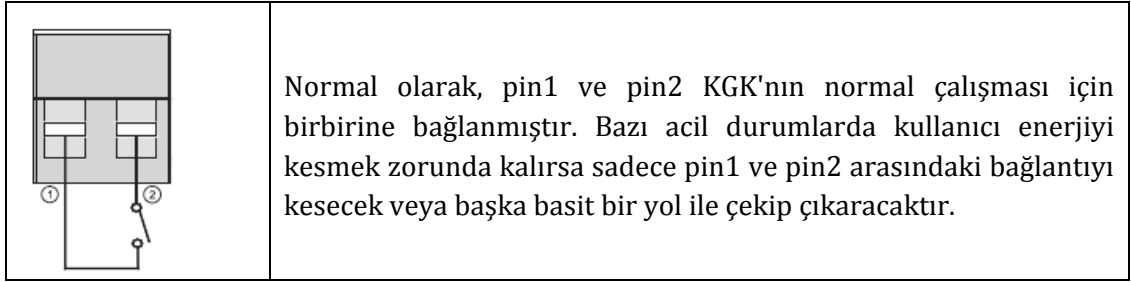 ① ②
Normal olarak, pin1 ve pin2 KGK'nın normal çalışması için
birbirine bağlanmıştır. Bazı acil durumlarda kullanıcı enerjiyi
kesmek zorunda kalırsa sadece pin1 ve pin2 arasındaki bağlantıyı
kesecek veya başka basit bir yol ile çekip çıkaracaktır.